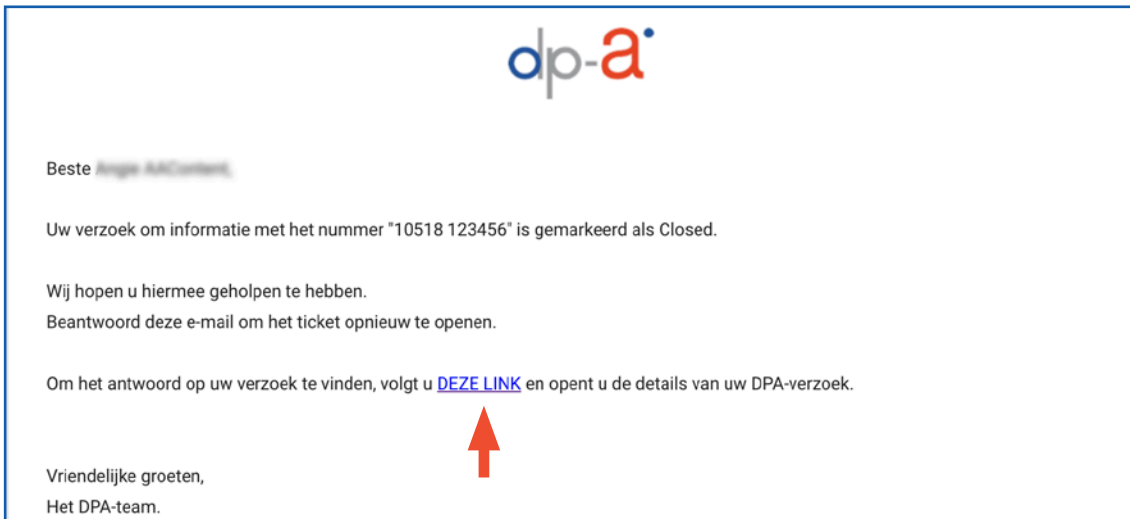 dp-a
Beste
Uw verzoek om informatie met het nummer "10518 123456" is gemarkeerd als Closed.
Wij hopen u hiermee geholpen te hebben.
Beantwoord deze e-mail om het ticket opnieuw te openen.
Om het antwoord op uw verzoek te vinden, volgt u DEZE LINK en opent u de details van uw DPA-verzoek.
Vriendelijke groeten,
Het DPA-team.